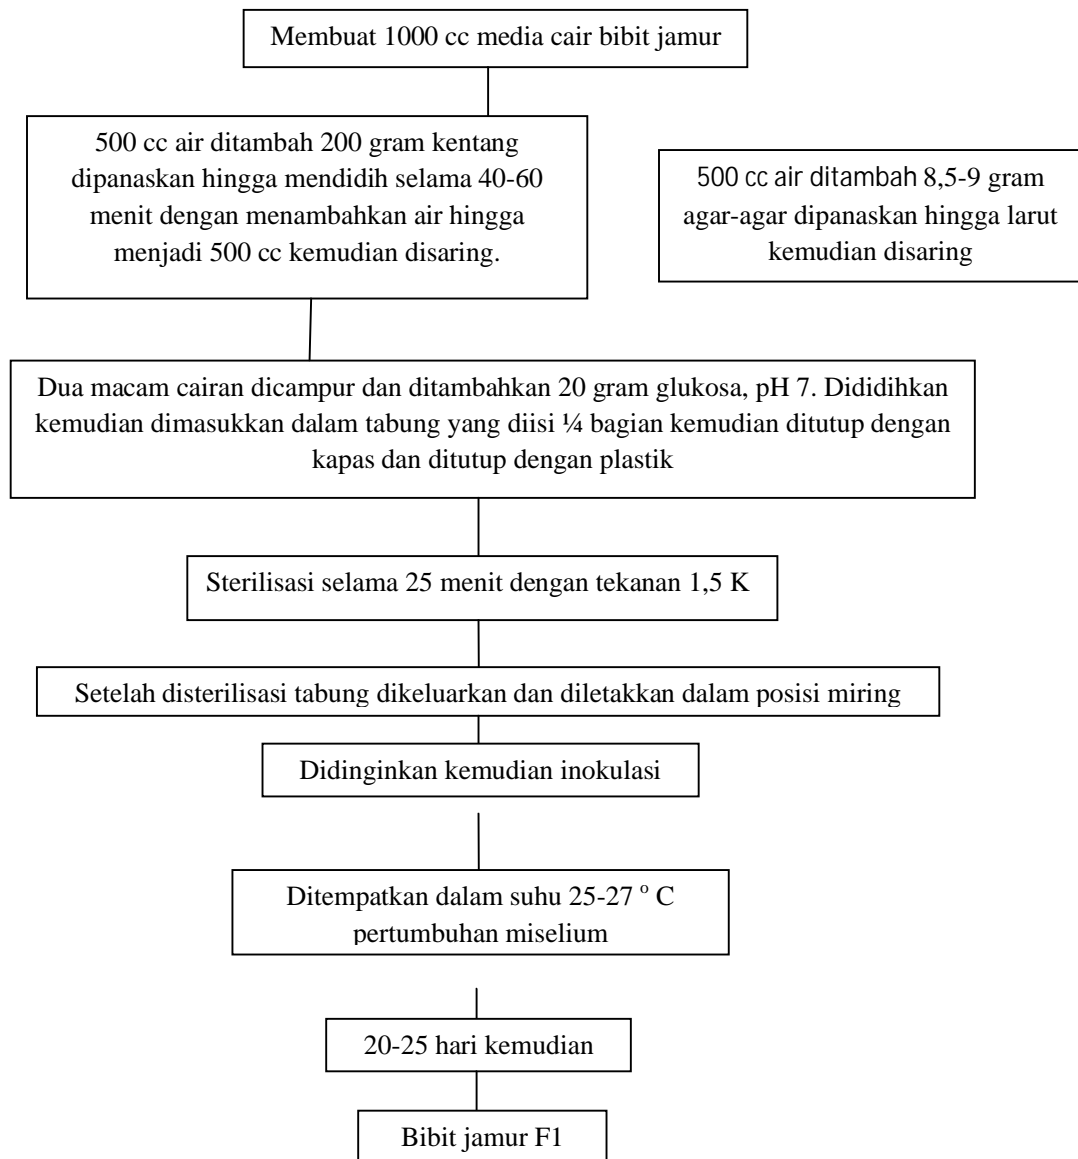 Membuat 1000 cc media cair bibit jamur
500 cc air ditambah 200 gram kentang
dipanaskan hingga mendidih selama 40-60
menit dengan menambahkan air hingga
menjadi 500 cc kemudian disaring.
500 cc air ditambah 8,5-9 gram
agar-agar dipanaskan hingga larut
kemudian disaring
Dua macam cairan dicampur dan ditambahkan 20 gram glukosa, pH 7. Dididihkan
kemudian dimasukkan dalam tabung yang diisi ¼ bagian kemudian ditutup dengan
kapas dan ditutup dengan plastik
Sterilisasi selama 25 menit dengan tekanan 1,5 K
Setelah disterilisasi tabung dikeluarkan dan diletakkan dalam posisi miring
Didinginkan kemudian inokulasi
Ditempatkan dalam suhu 25-27 ° C
pertumbuhan miselium
20-25 hari kemudian
Bibit jamur F1